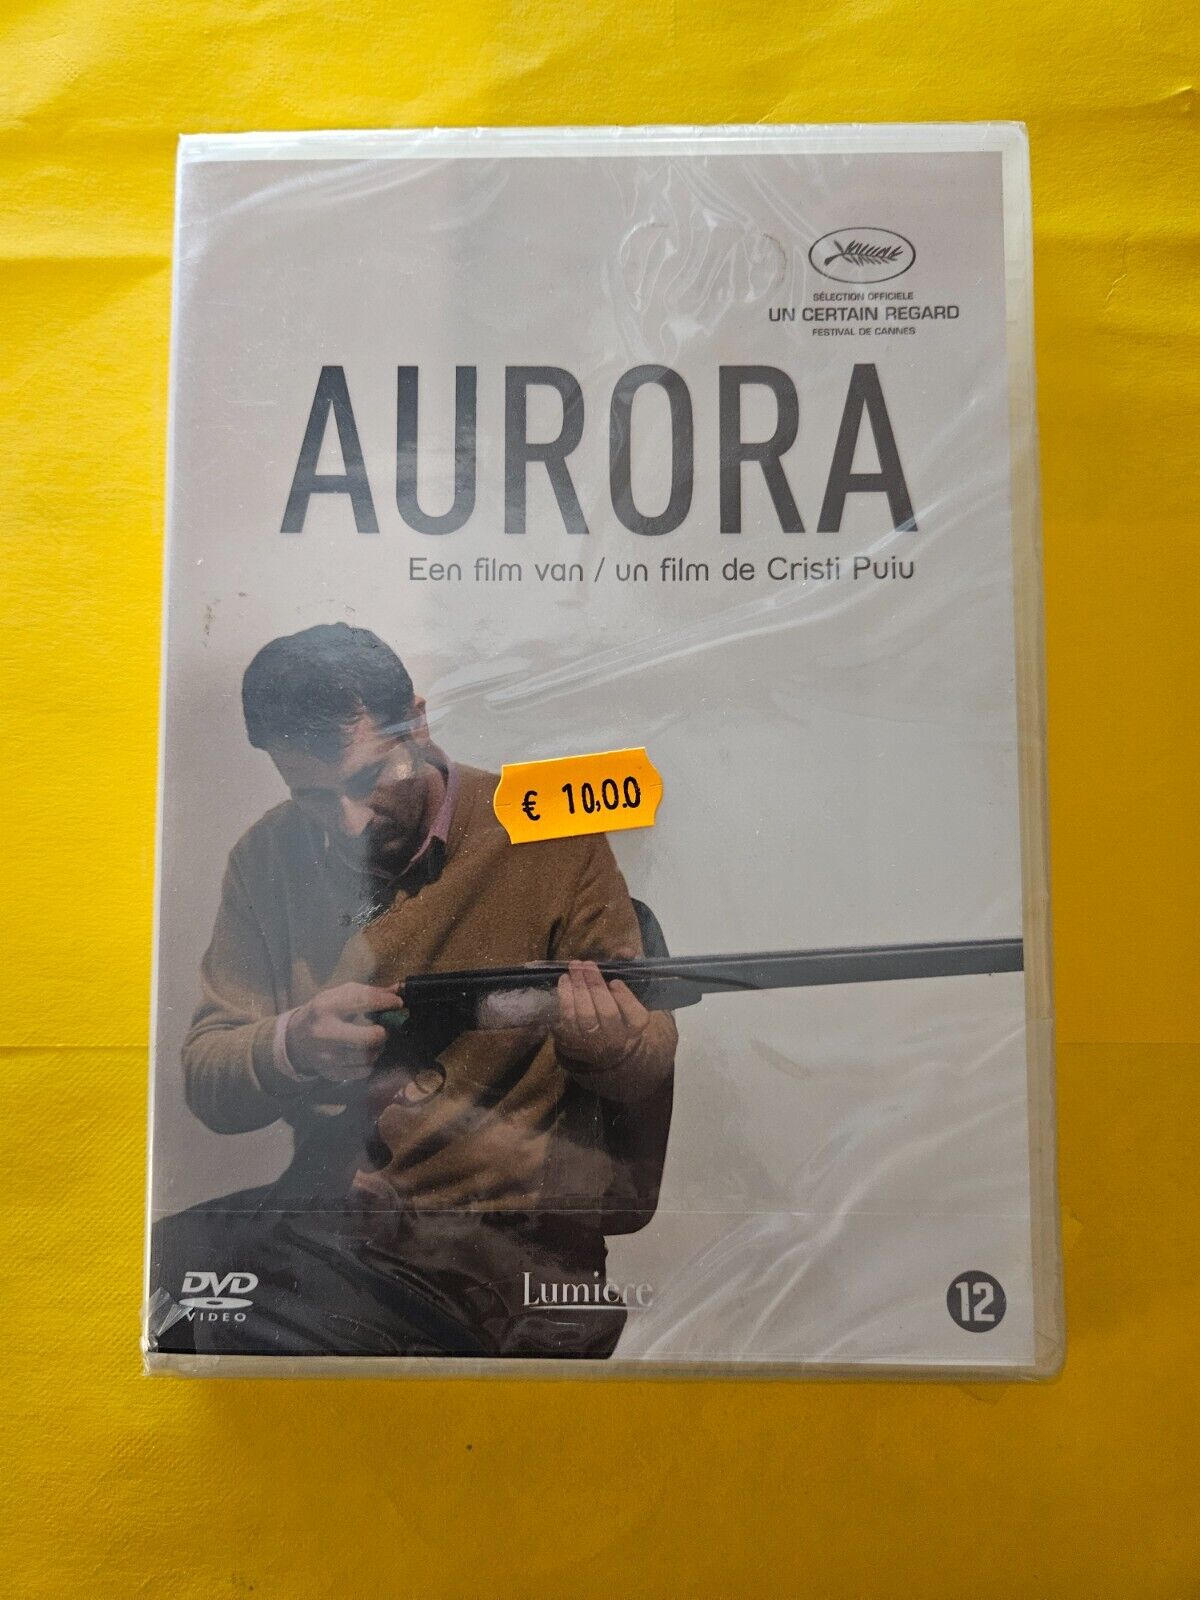 SÉLECTION OFFICIELE
UN CERTAIN REGARD
FESTIVAL DE CANNES
AURORA
Een film van / un film de Cristi Puiu
€ 10,00
DVD
VIDEO
Lumière
12